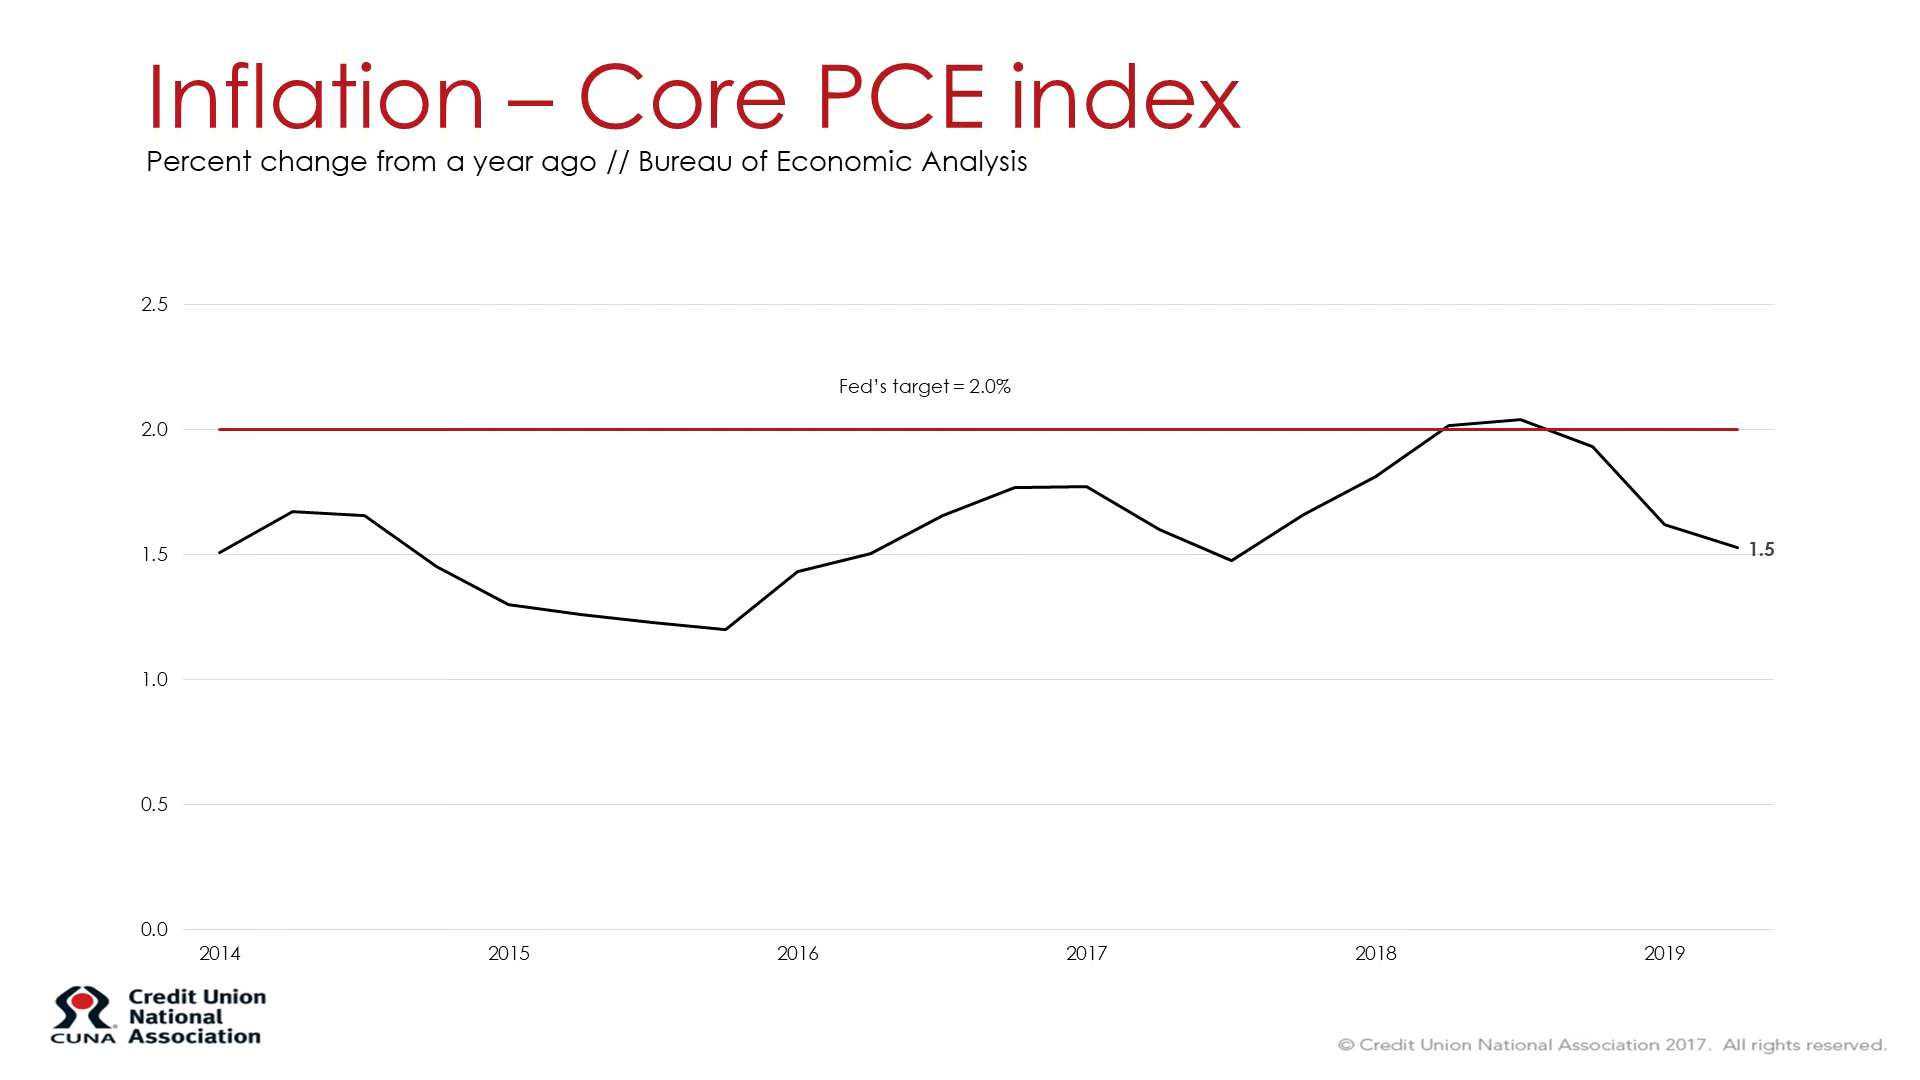 Inflation – Core PCE index
Percent change from a year ago // Bureau of Economic Analysis
2.5
Fed's target = 2.0%
2.0
1.5
1.5
1.0
0.5
0.0
2014 2015 2016 2017 2018 2019
Credit Union
National
Association
CUNA
© Credit Union National Association 2017. All rights reserved.